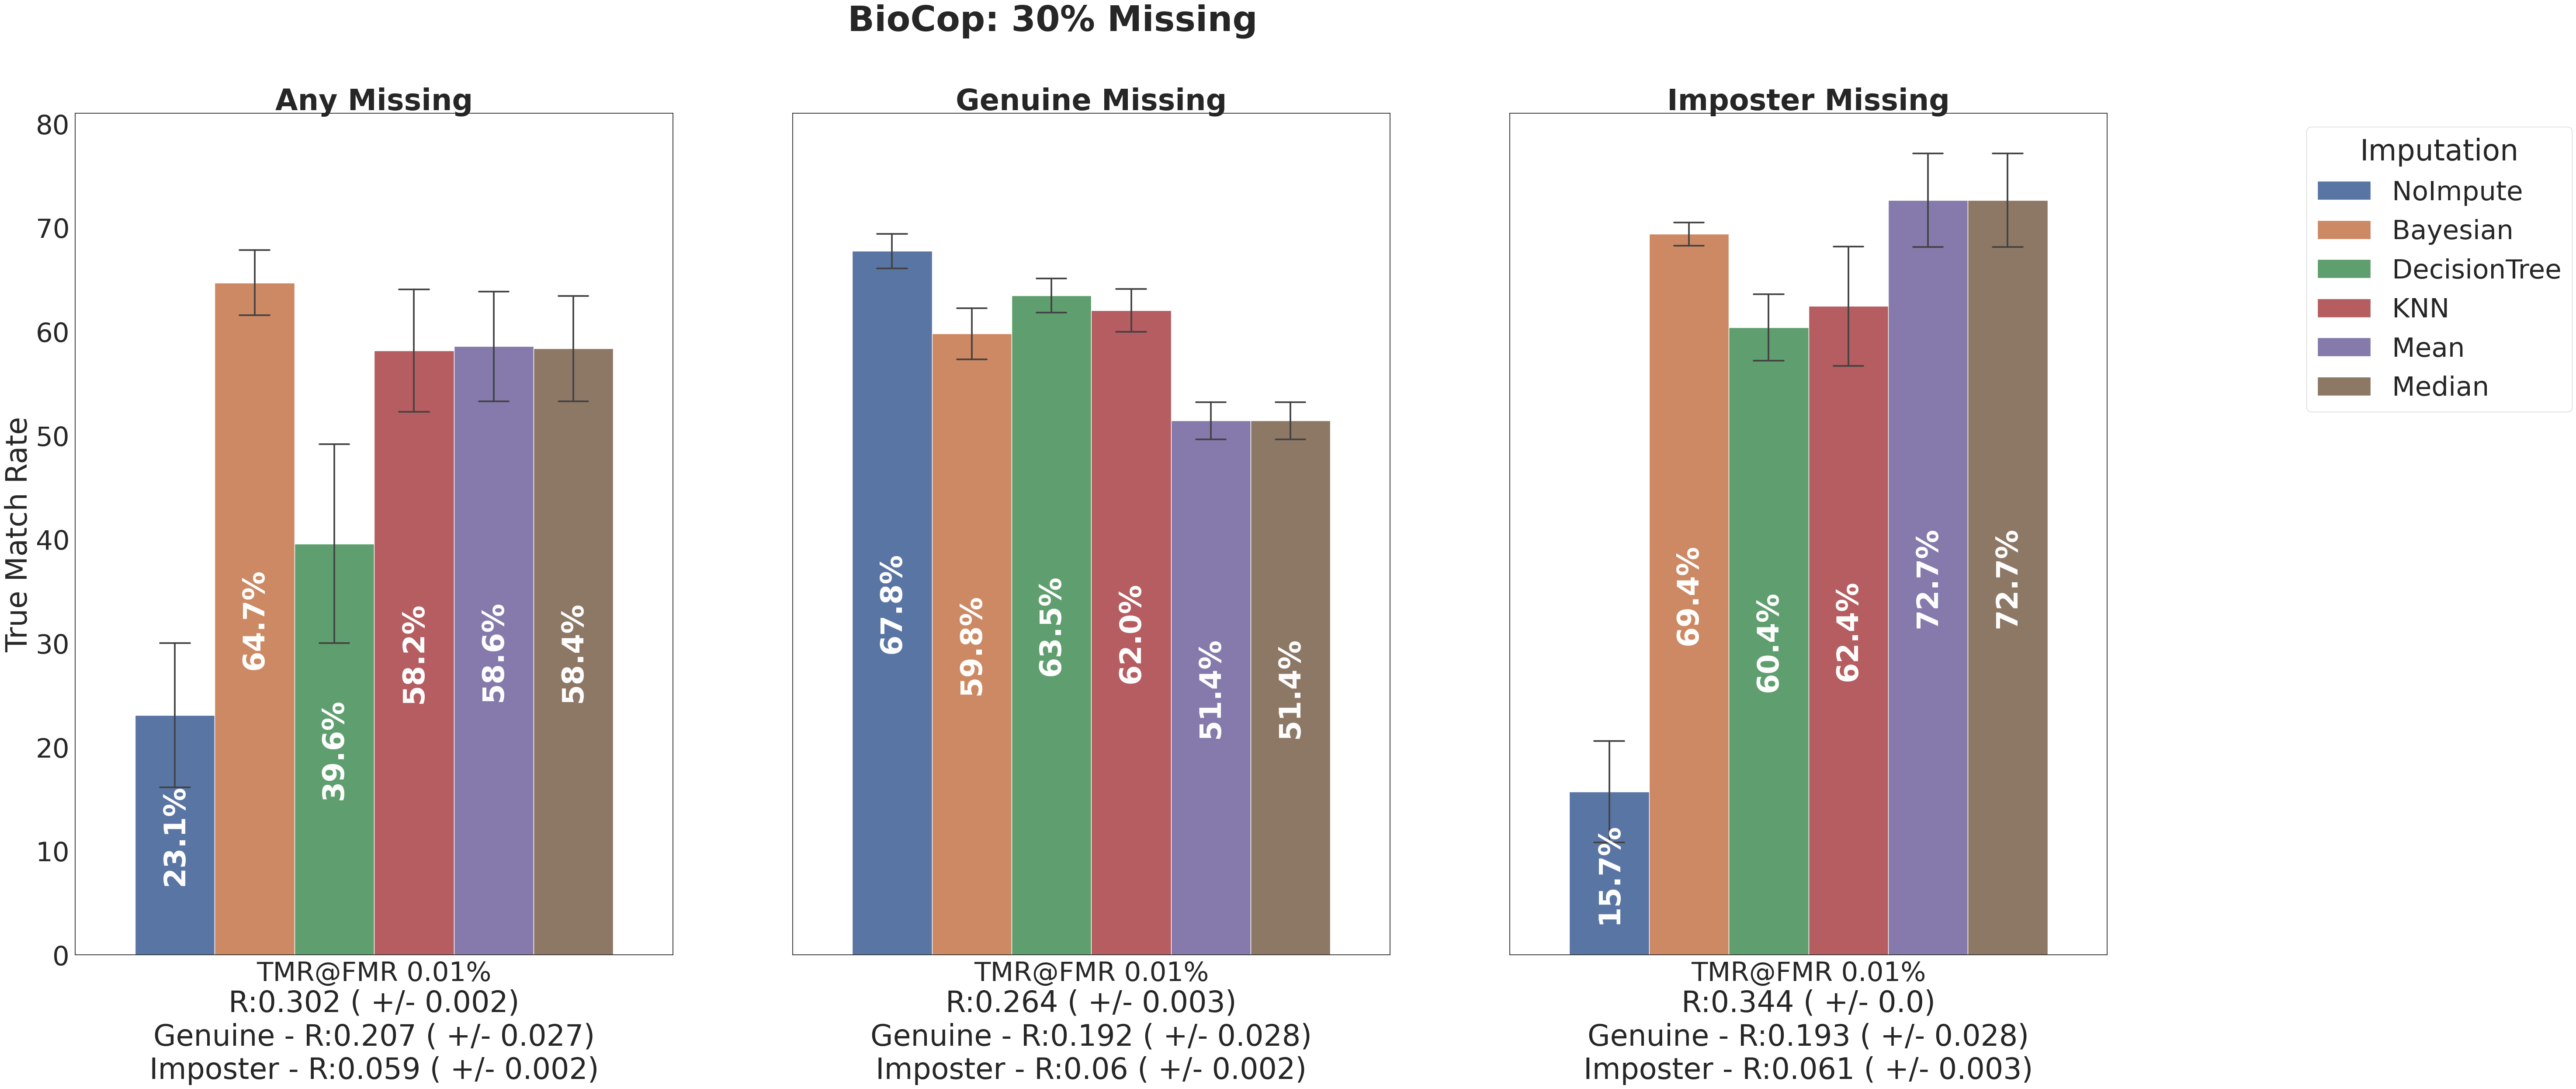 BioCop: 30% Missing
Any Missing
Genuine Missing
Imposter Missing
True Match Rate
80
70
60
50
40
30
20
10
0
23.1%
64.7%
39.6%
58.2%
58.6%
58.4%
67.8%
59.8%
63.5%
62.0%
51.4%
51.4%
15.7%
69.4%
60.4%
62.4%
72.7%
72.7%
TMR@FMR 0.01%
R:0.302 ( +/- 0.002)
Genuine - R:0.207 ( +/- 0.027)
Imposter - R:0.059 ( +/- 0.002)
TMR@FMR 0.01%
R:0.264 ( +/- 0.003)
Genuine - R:0.192 ( +/- 0.028)
Imposter - R:0.06 ( +/- 0.002)
TMR@FMR 0.01%
R:0.344 ( +/- 0.0)
Genuine - R:0.193 ( +/- 0.028)
Imposter - R:0.061 ( +/- 0.003)
Imputation
NoImpute
Bayesian
DecisionTree
KNN
Mean
Median